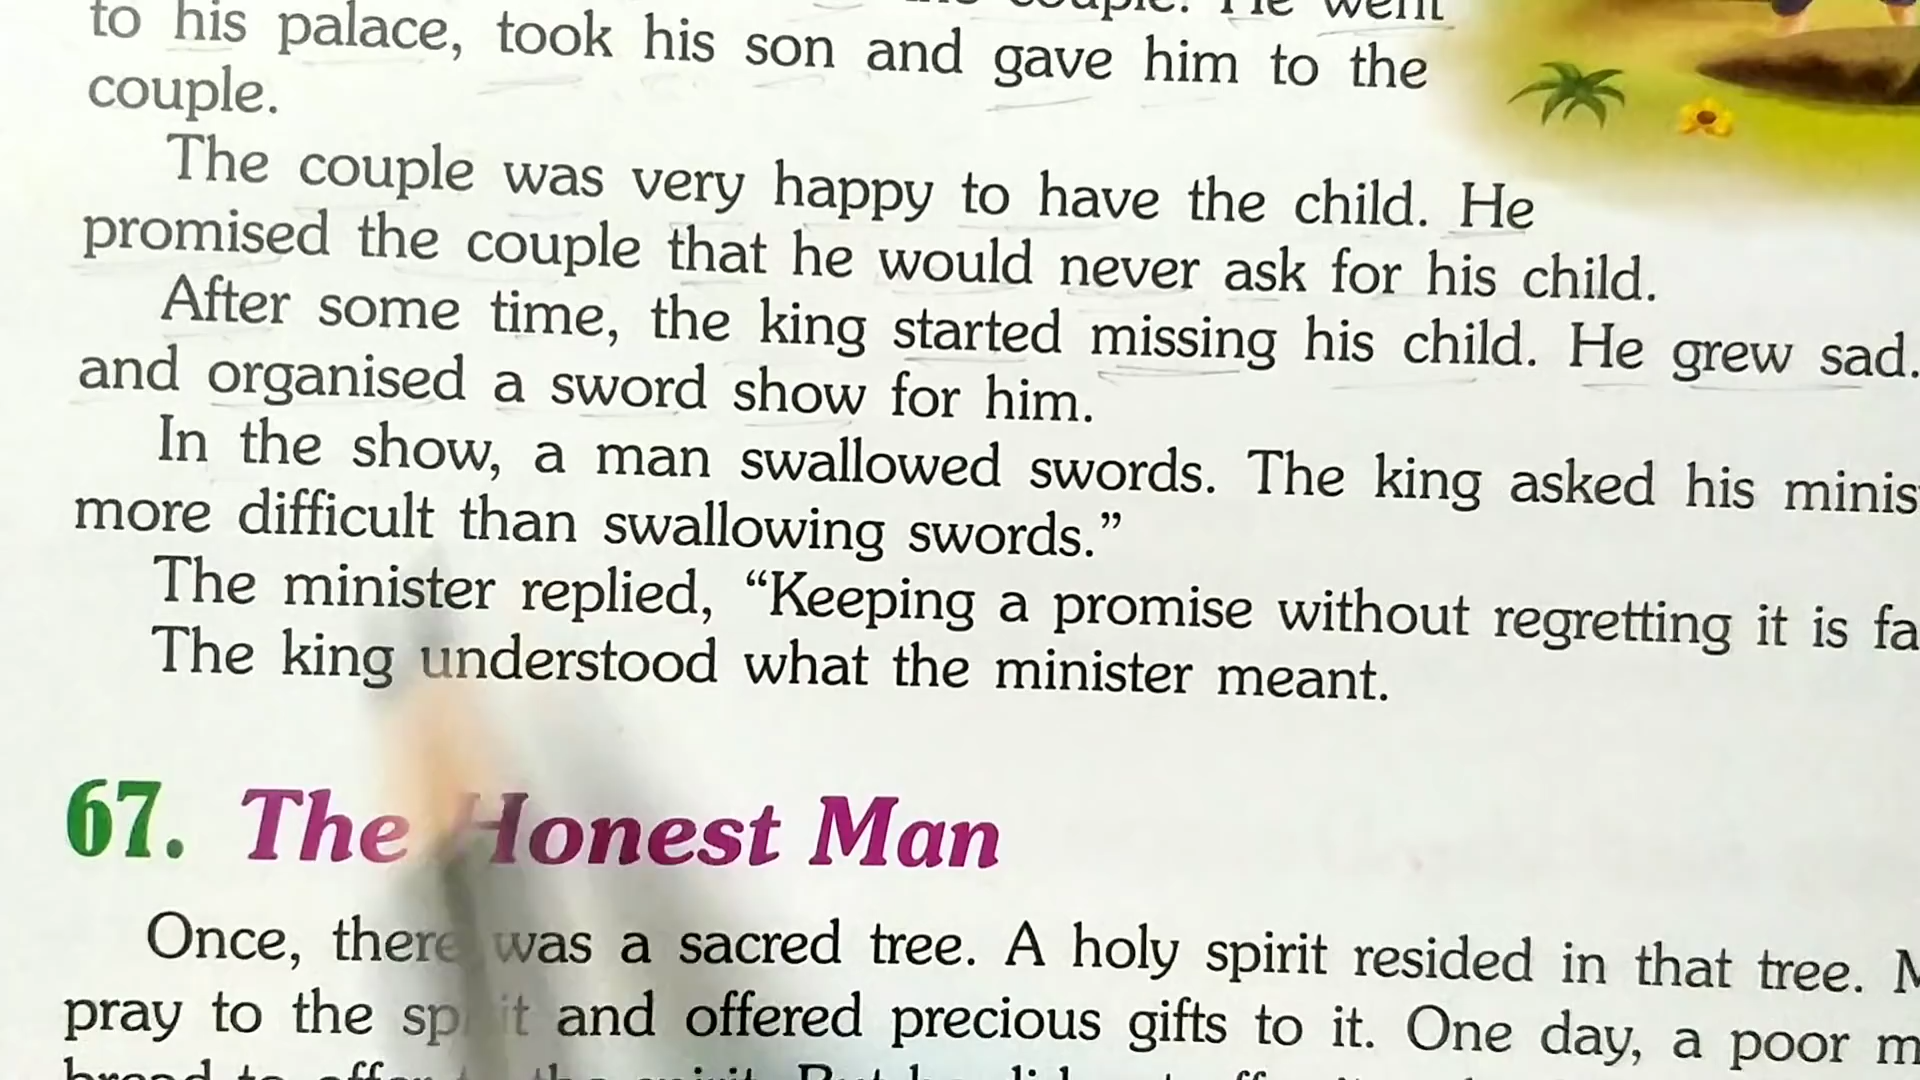 couple. He went
to his palace, took his son and gave him to the
couple.
The couple was very happy to have the child. He
promised the couple that he would never ask for his child.
After some time, the king started missing his child. He grew sad.
and organised a sword show for him.
In the show, a man swallowed swords. The king asked his
more difficult than swallowing swords.”
The minister replied, “Keeping a promise without regretting it is
The king understood what the minister meant.
67. The Honest Man
Once, there was a sacred tree. A holy spirit resided in that tree.
pray to the spirit and offered precious gifts to it. One day, a poor